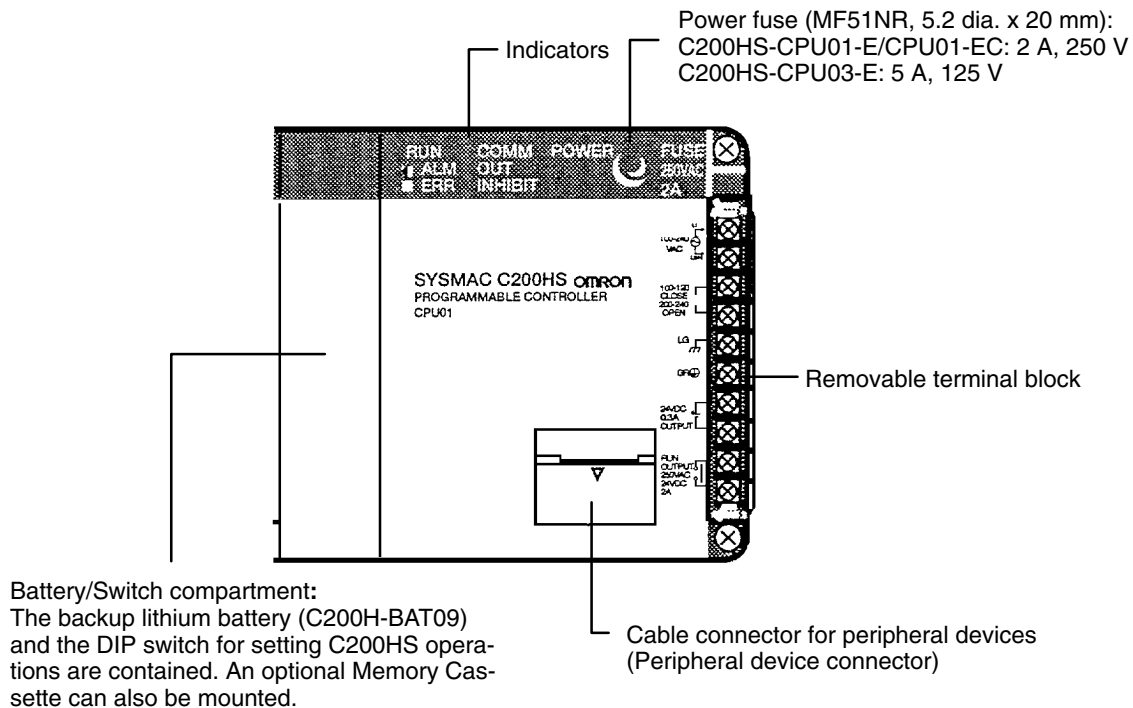 Power fuse (MF51NR, 5.2 dia. x 20 mm):
C200HS-CPU01-E/CPU01-EC: 2 A, 250 V
C200HS-CPU03-E: 5 A, 125 V
Indicators
RUN COMM POWER FUSE
ALM OUT 250VAC
ERR INHIBIT 2A
100-240
VAC
SYSMAC C200HS OMRON
PROGRAMMABLE CONTROLLER
CPU01
100-120
CLOSE
200-240
OPEN
LG
GR
Removable terminal block
24VDC
0.3A
OUTPUT
RUN
OUTPUT
250VAC
24VDC
2A
Battery/Switch compartment:
The backup lithium battery (C200H-BAT09)
and the DIP switch for setting C200HS opera-
tions are contained. An optional Memory Cas-
sette can also be mounted.
Cable connector for peripheral devices
(Peripheral device connector)